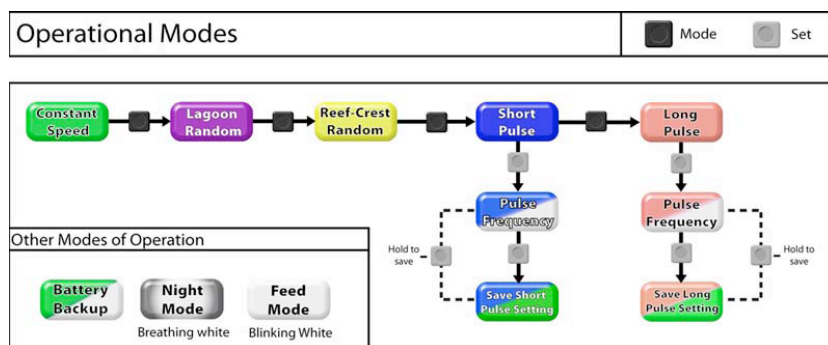 Operational Modes
Mode
Set
Constant
Speed
Lagoon
Random
Reef-Crest
Random
Short
Pulse
Long
Pulse
Pulse
Frequency
Pulse
Frequency
Hold to
save
Hold to
save
Save Short
Pulse Setting
Save Long
Pulse Setting
Other Modes of Operation
Battery
Backup
Night
Mode
Feed
Mode
Breathing white
Blinking White